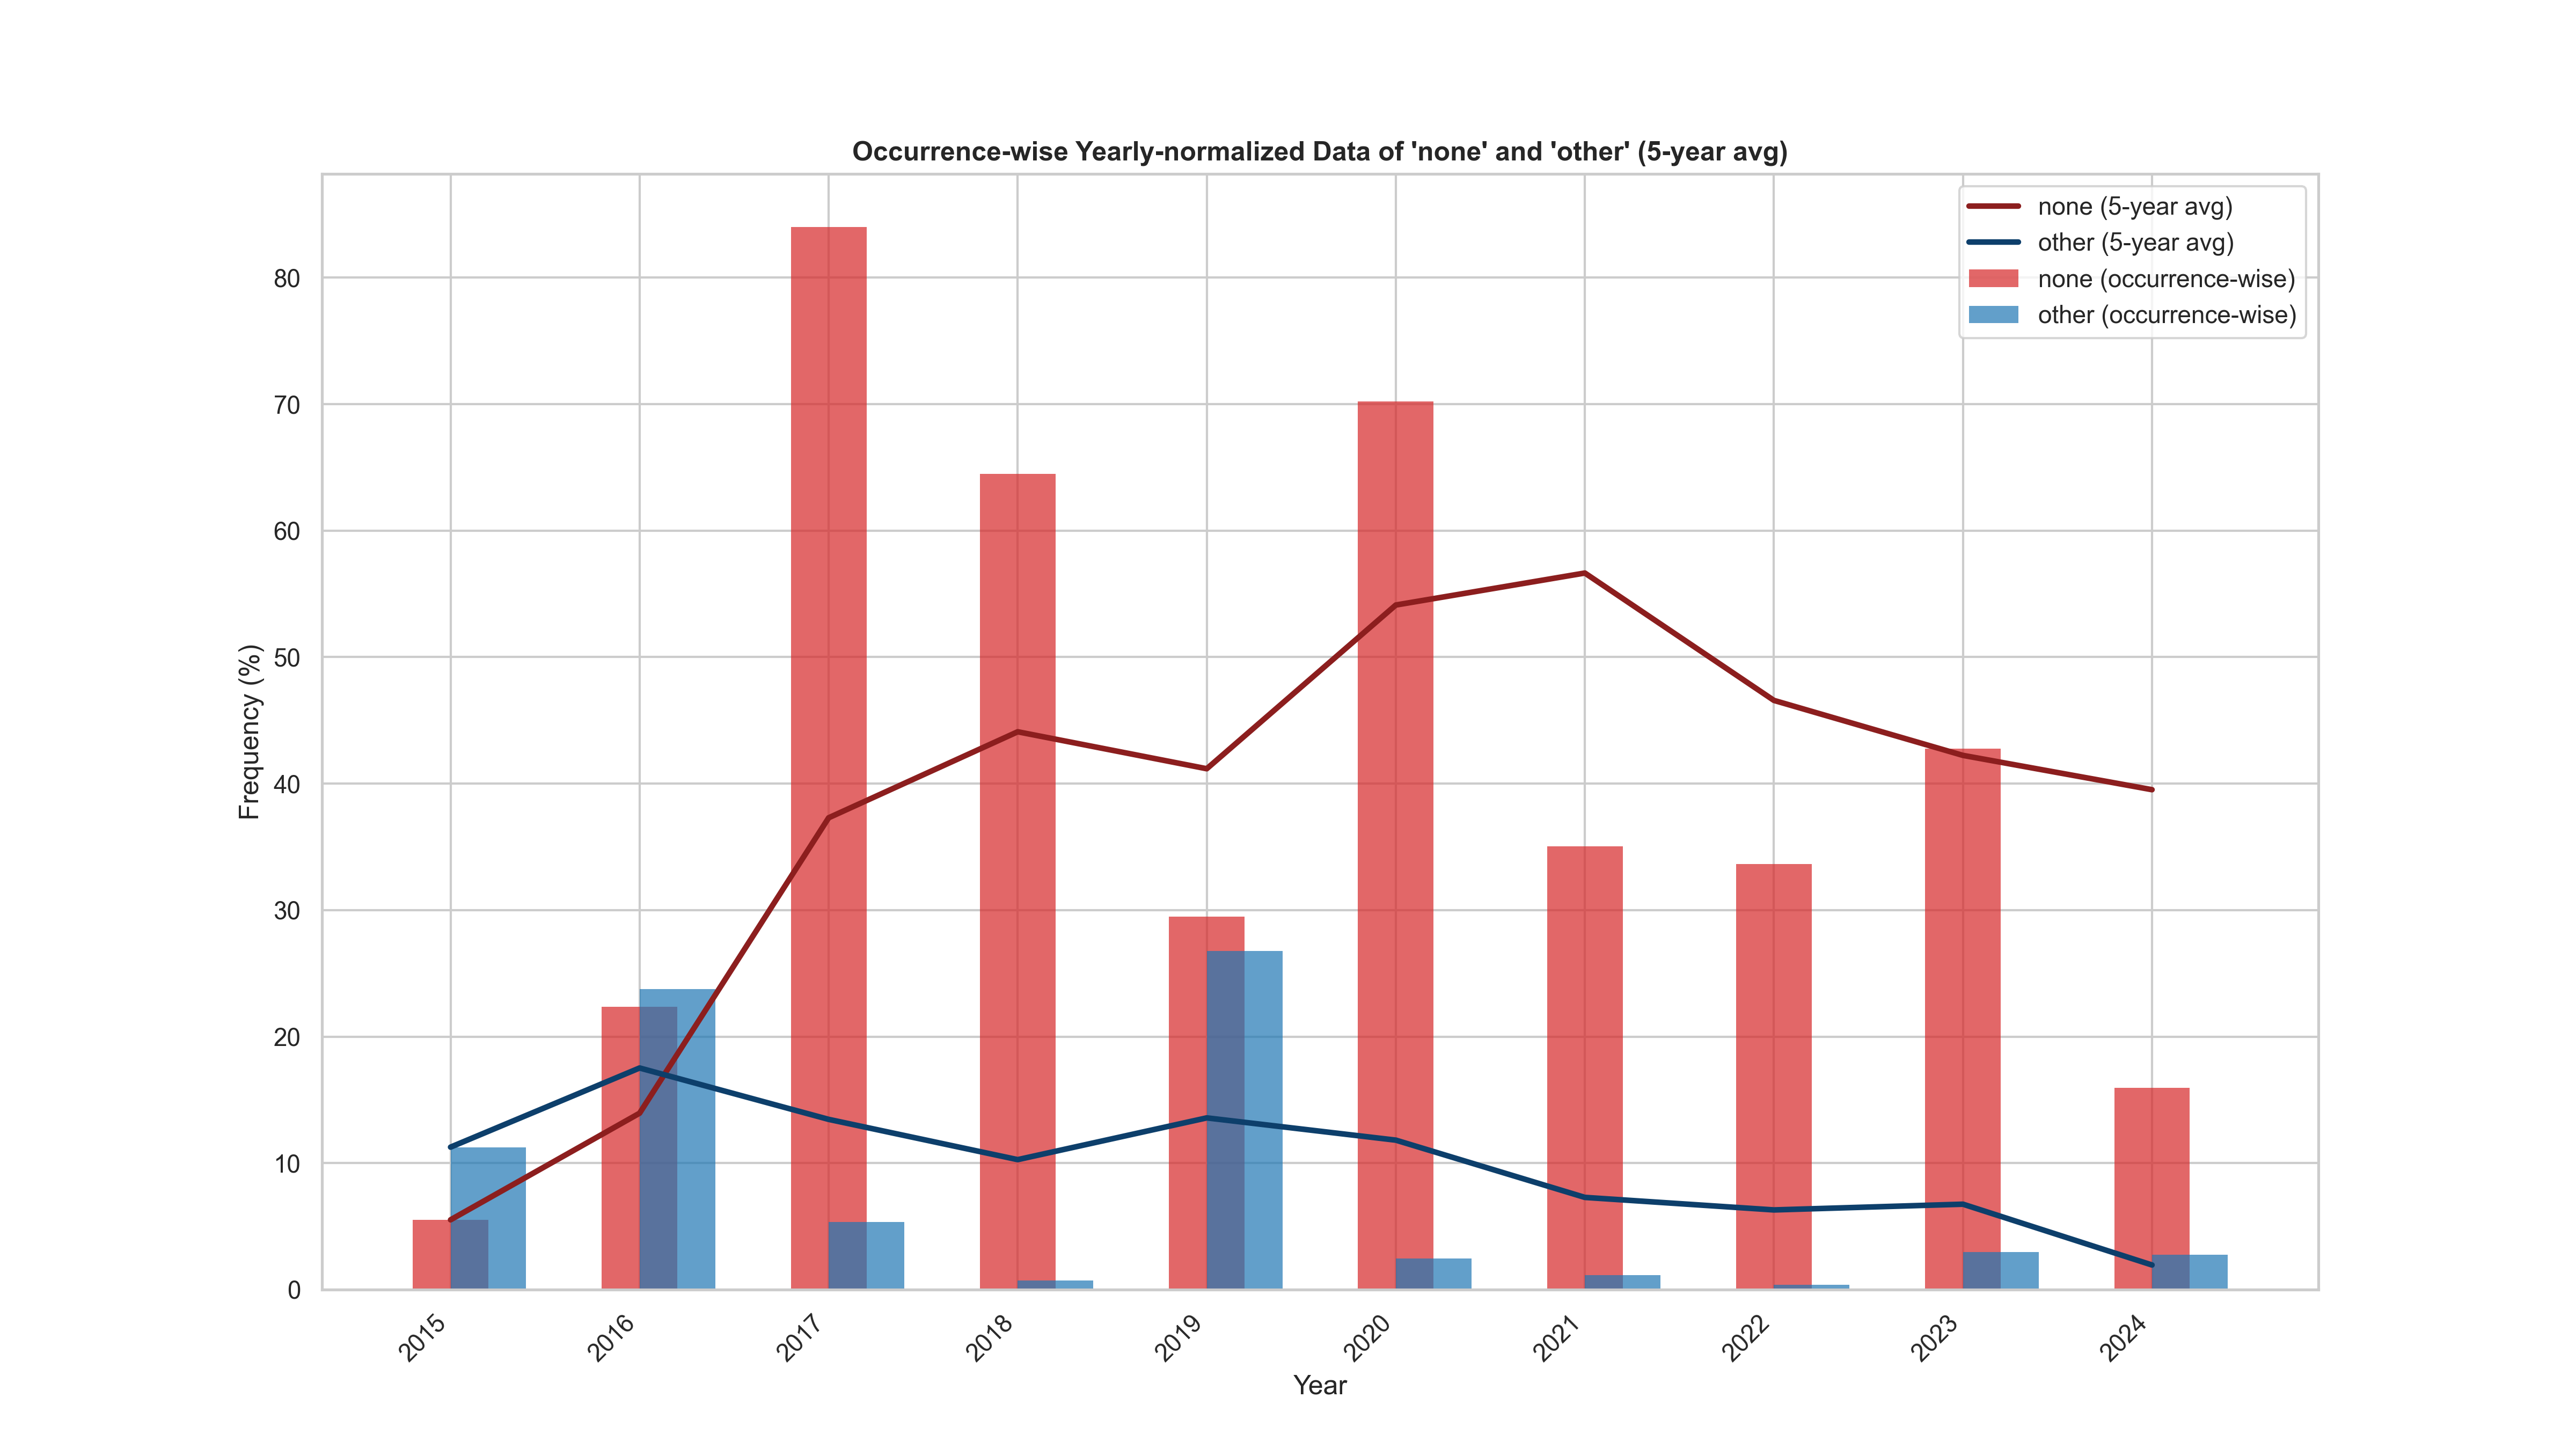 Occurrence-wise Yearly-normalized Data of 'none' and 'other' (5-year avg)
none (5-year avg)
other (5-year avg)
none (occurrence-wise)
other (occurrence-wise)
Frequency (%)
80
70
60
50
40
30
20
10
0
2015
2016
2017
2018
2019
2020
2021
2022
2023
2024
Year